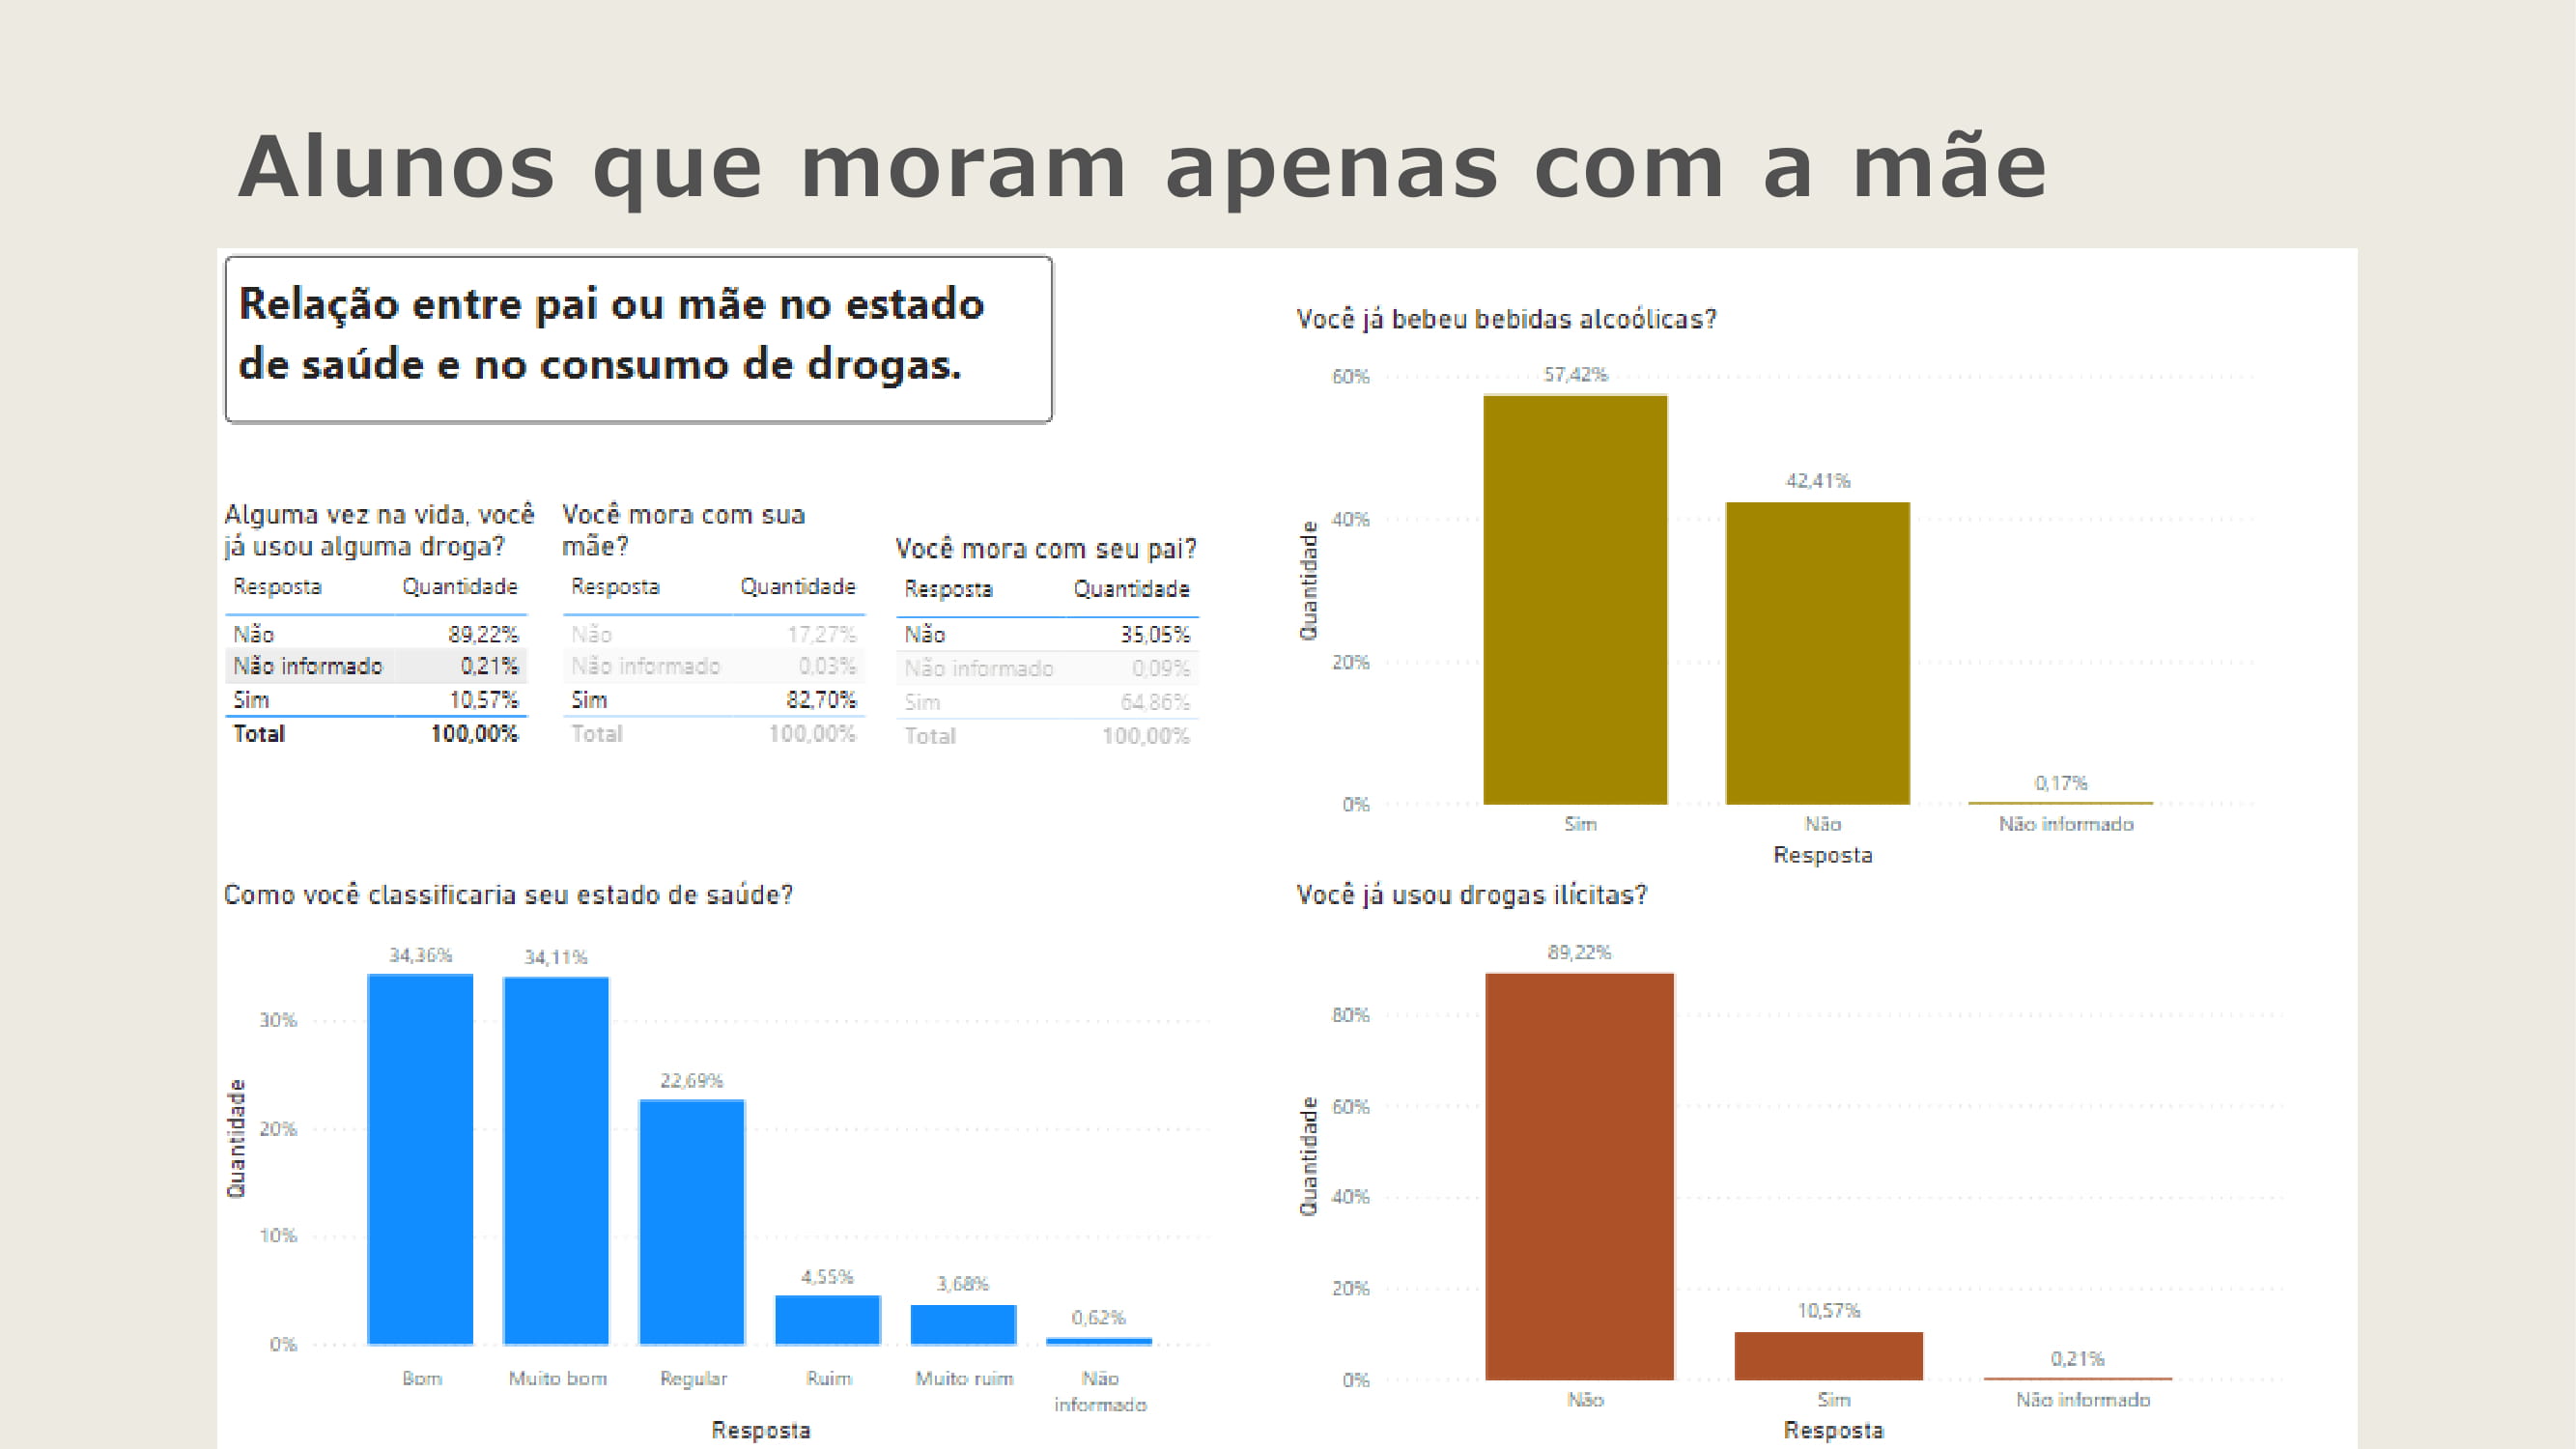 Alunos que moram apenas com a mãe
Relação entre pai ou mãe no estado
de saúde e no consumo de drogas.
Alguma vez na vida, você
já usou alguma droga?
Resposta Quantidade
Não 89,22%
Não informado 0,21%
Sim 10,57%
Total 100,00%
Você mora com sua
mãe?
Resposta Quantidade
Não 17,27%
Não informado 0,03%
Sim 82,70%
Total 100,00%
Você mora com seu pai?
Resposta Quantidade
Não 35,05%
Não informado 0,09%
Sim 64,86%
Total 100,00%
Você já bebeu bebidas alcoólicas?
Quantidade
60%
40%
20%
0%
57,42%
42,41%
0,17%
Sim Não Não informado
Resposta
Como você classificaria seu estado de saúde?
Quantidade
30%
20%
10%
0%
34,36%
34,11%
22,69%
4,55%
3,68%
0,62%
Bom Muito bom Regular Ruim Muito ruim Não
informado
Resposta
Você já usou drogas ilícitas?
Quantidade
80%
60%
40%
20%
0%
89,22%
10,57%
0,21%
Não Sim Não informado
Resposta